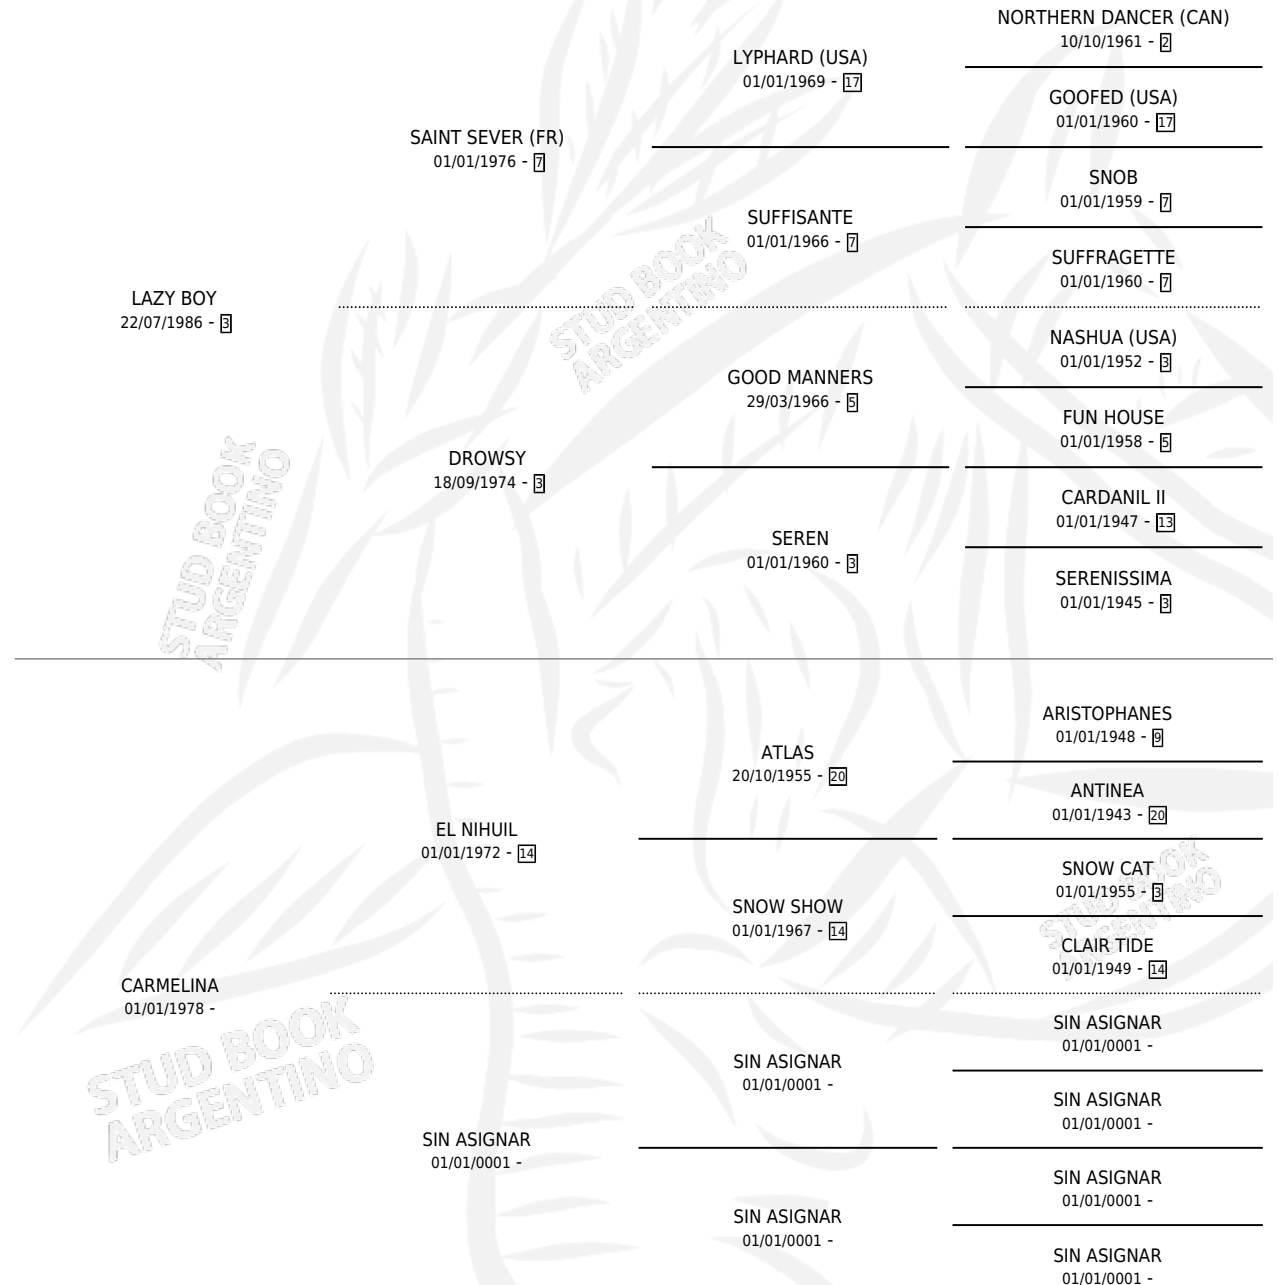 NORTHERN DANCER (CAN)
10/10/1961 - 2
LYPHARD (USA)
01/01/1969 - 17
GOOFED (USA)
01/01/1960 - 17
SAINT SEVER (FR)
01/01/1976 - 7
SNOB
01/01/1959 - 7
SUFFISANTE
01/01/1966 - 7
SUFFRAGETTE
01/01/1960 - 7
LAZY BOY
22/07/1986 - 3
NASHUA (USA)
01/01/1952 - 3
GOOD MANNERS
29/03/1966 - 5
FUN HOUSE
01/01/1958 - 5
DROWSY
18/09/1974 - 3
CARDANIL II
01/01/1947 - 13
SEREN
01/01/1960 - 3
SERENISSIMA
01/01/1945 - 3
STUD BOOK
ARGENTINO
STUD BOOK
ARGENTINO
ARISTOPHANES
01/01/1948 - 9
ATLAS
20/10/1955 - 20
ANTINEA
01/01/1943 - 20
EL NIHUIL
01/01/1972 - 14
SNOW CAT
01/01/1955 - 3
SNOW SHOW
01/01/1967 - 14
CLAIR TIDE
01/01/1949 - 14
STUD BOOK
ARGENTINO
CARMELINA
01/01/1978 -
SIN ASIGNAR
01/01/0001 -
SIN ASIGNAR
01/01/0001 -
SIN ASIGNAR
01/01/0001 -
SIN ASIGNAR
01/01/0001 -
SIN ASIGNAR
01/01/0001 -
SIN ASIGNAR
01/01/0001 -
SIN ASIGNAR
01/01/0001 -
STUD BOOK
ARGENTINO